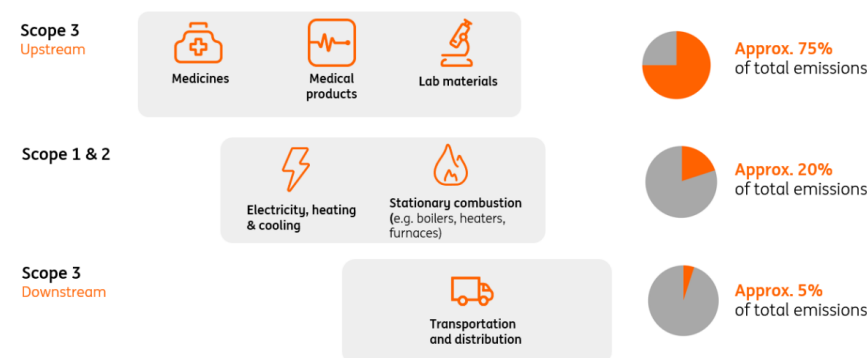 Scope 3
Upstream
Medicines
Medical
products
Lab materials
Approx. 75%
of total emissions
Scope 1 & 2
Electricity, heating
& cooling
Stationary combustion
(e.g. boilers, heaters,
furnaces)
Approx. 20%
of total emissions
Scope 3
Downstream
Transportation
and distribution
Approx. 5%
of total emissions